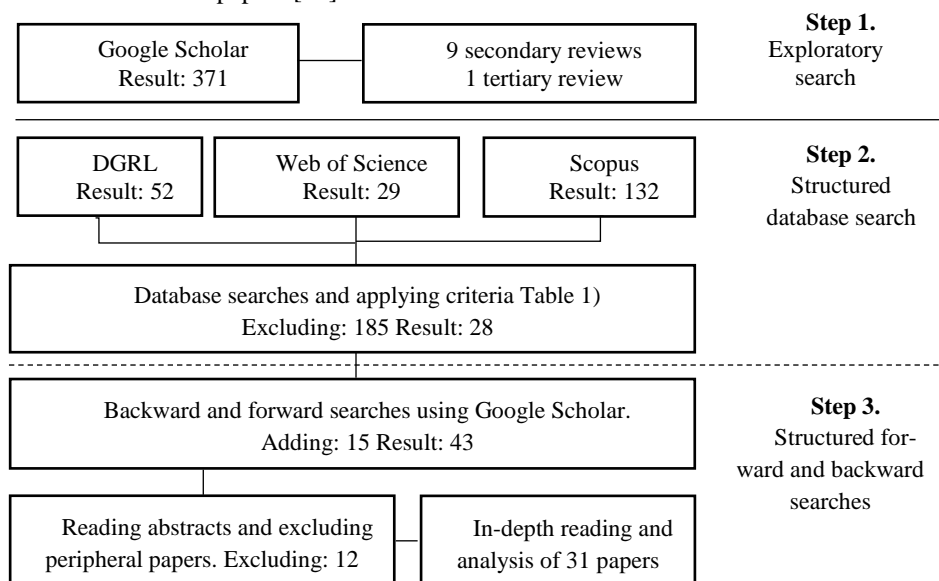 Google Scholar
Result: 371
9 secondary reviews
1 tertiary review
Step 1.
Exploratory
search
DGRL
Result: 52
Web of Science
Result: 29
Scopus
Result: 132
Step 2.
Structured
database search
Database searches and applying criteria Table 1)
Excluding: 185 Result: 28
Backward and forward searches using Google Scholar.
Adding: 15 Result: 43
Step 3.
Structured for-
ward and backward
searches
Reading abstracts and excluding
peripheral papers. Excluding: 12
In-depth reading and
analysis of 31 papers